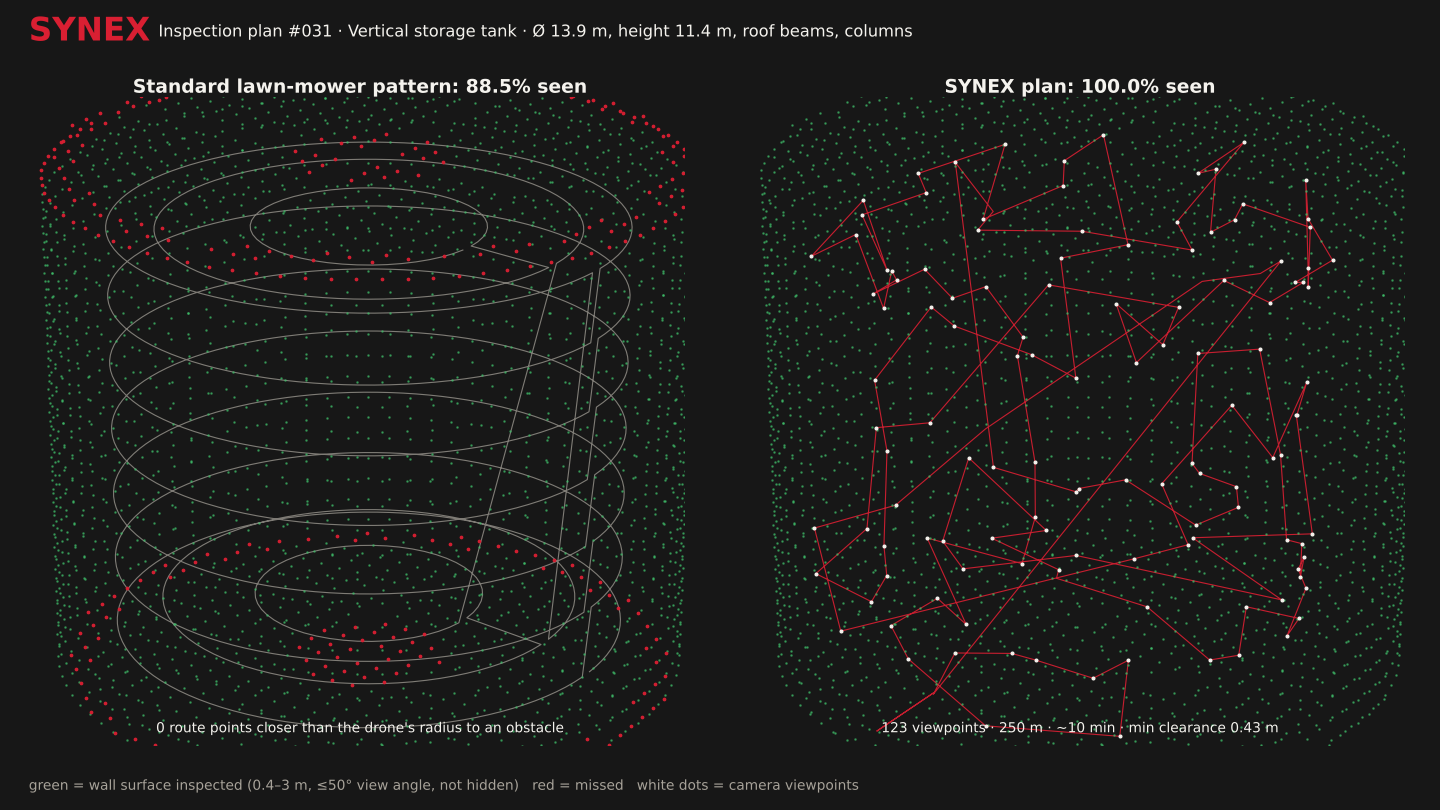 SYNEX Inspection plan #031 · Vertical storage tank · Ø 13.9 m, height 11.4 m, roof beams, columns
Standard lawn-mower pattern: 88.5% seen
SYNEX plan: 100.0% seen
0 route points closer than the drone's radius to an obstacle
123 viewpoints · 250 m · ~10 min · min clearance 0.43 m
green = wall surface inspected (0.4–3 m, ≤50° view angle, not hidden) red = missed white dots = camera viewpoints